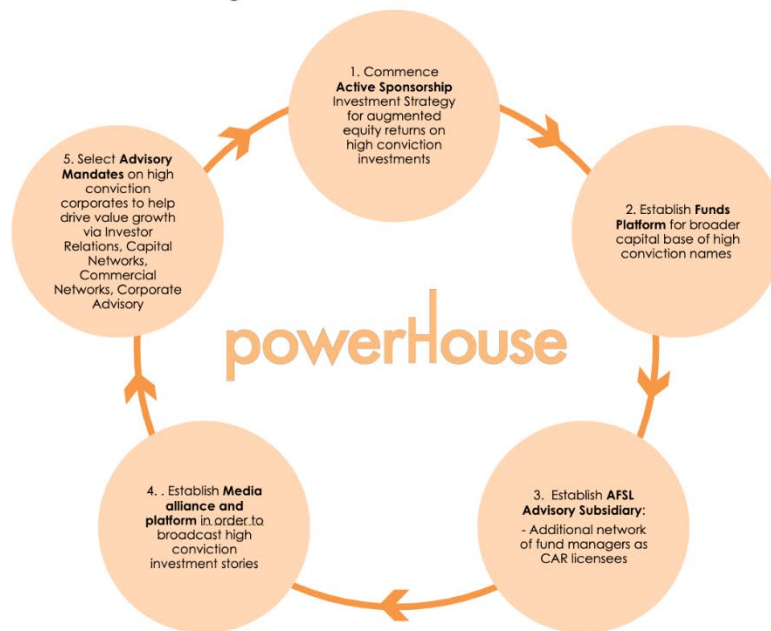 1. Commence
Active Sponsorship
Investment Strategy
for augmented
equity returns on
high conviction
investments
2. Establish Funds
Platform for broader
capital base of high
conviction names
3. Establish AFSL
Advisory Subsidiary:
- Additional network
of fund managers as
CAR licensees
4. . Establish Media
alliance and
platform in order to
broadcast high
conviction
investment stories
5. Select Advisory
Mandates on high
conviction
corporates to help
drive value growth
via Investor
Relations, Capital
Networks,
Commercial
Networks, Corporate
Advisory
powerHouse